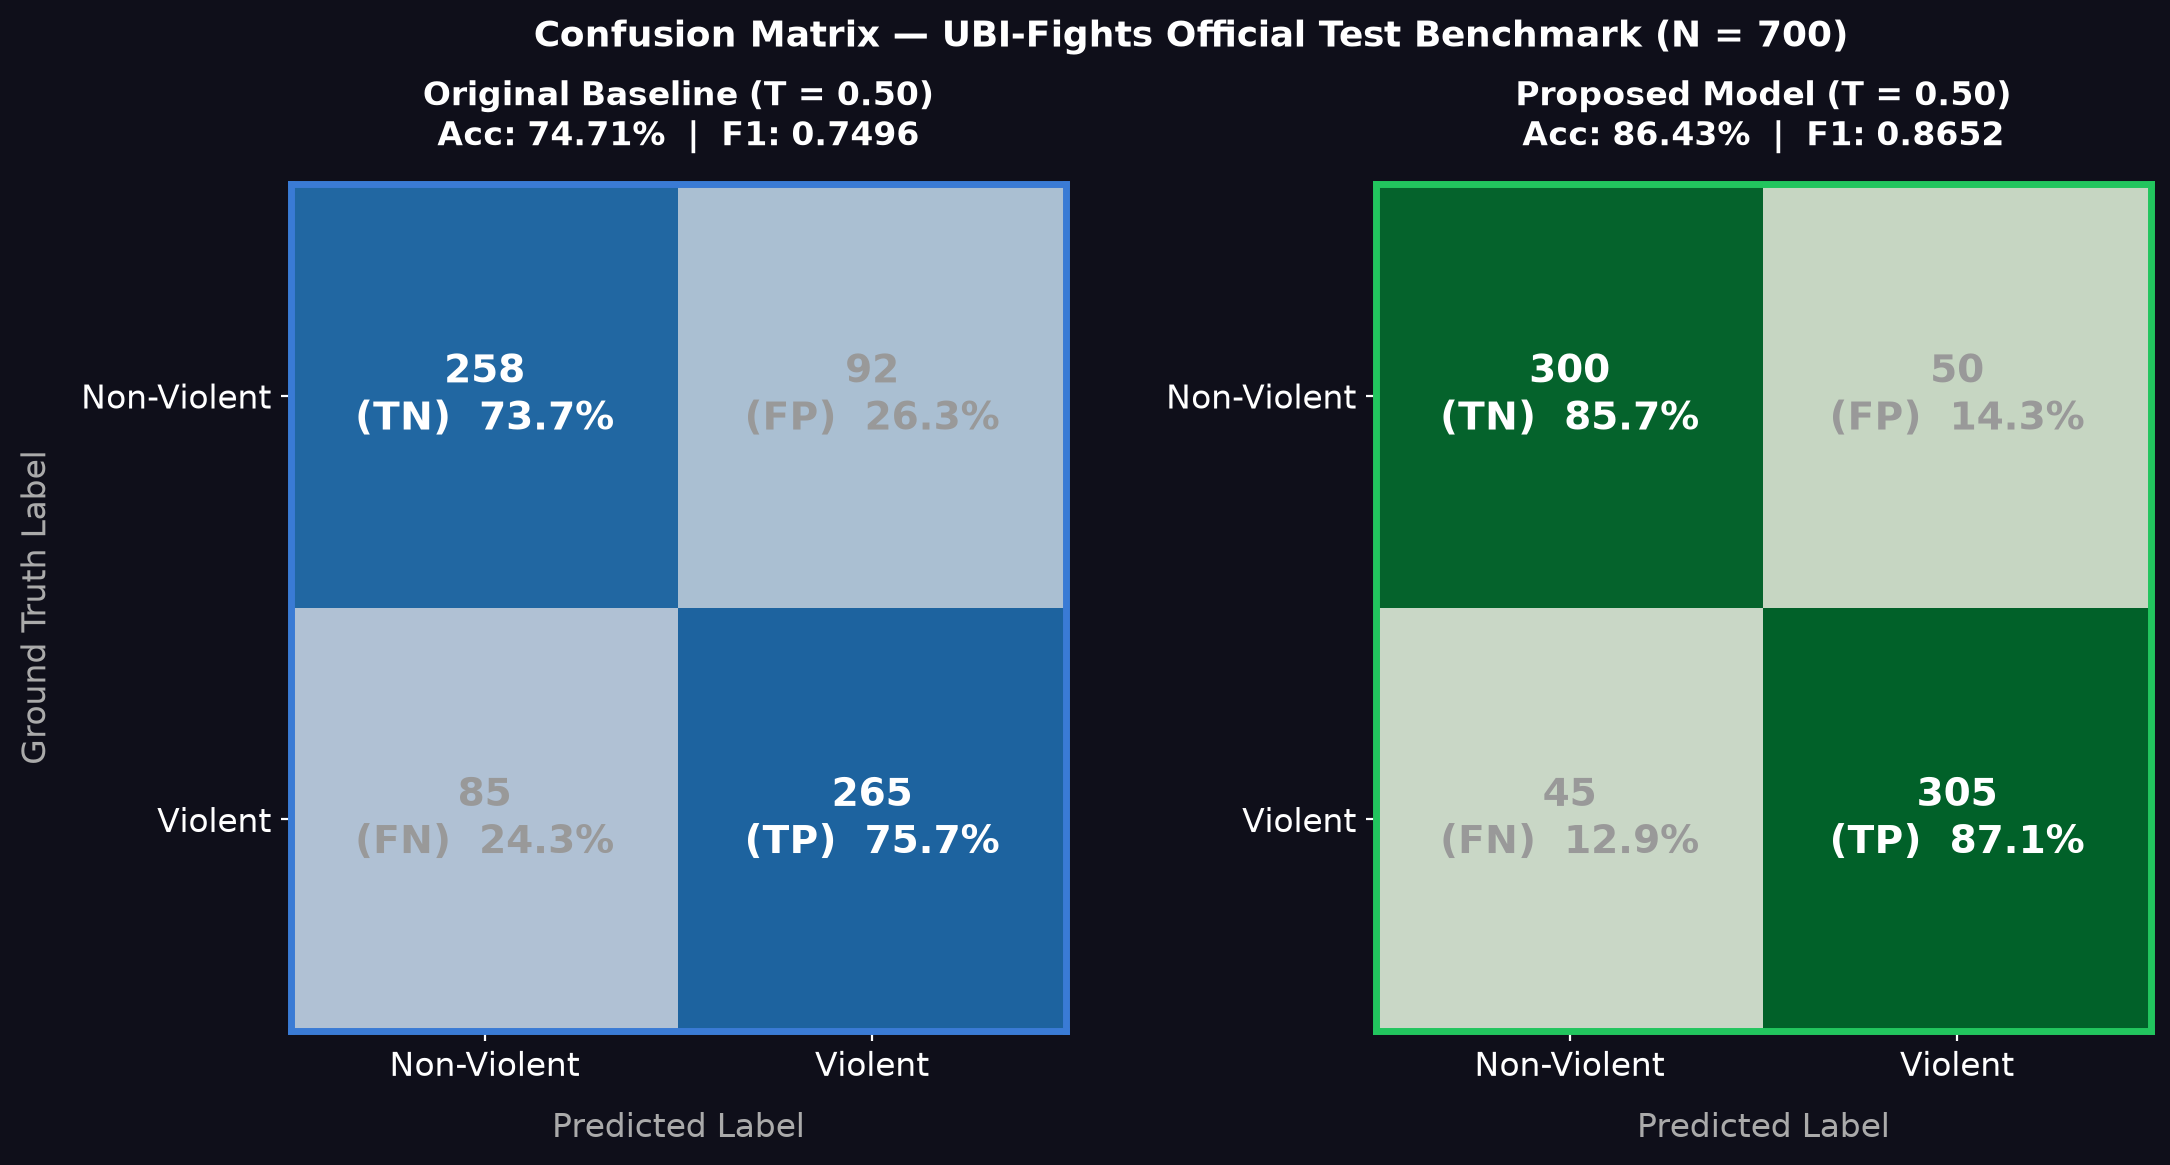 Confusion Matrix — UBI-Fights Official Test Benchmark (N = 700)
Original Baseline (T = 0.50)
Acc: 74.71%  |  F1: 0.7496
Non-Violent
Violent
Ground Truth Label
258
(TN)  73.7%
92
(FP)  26.3%
85
(FN)  24.3%
265
(TP)  75.7%
Non-Violent
Violent
Predicted Label
Proposed Model (T = 0.50)
Acc: 86.43%  |  F1: 0.8652
Non-Violent
Violent
300
(TN)  85.7%
50
(FP)  14.3%
45
(FN)  12.9%
305
(TP)  87.1%
Non-Violent
Violent
Predicted Label